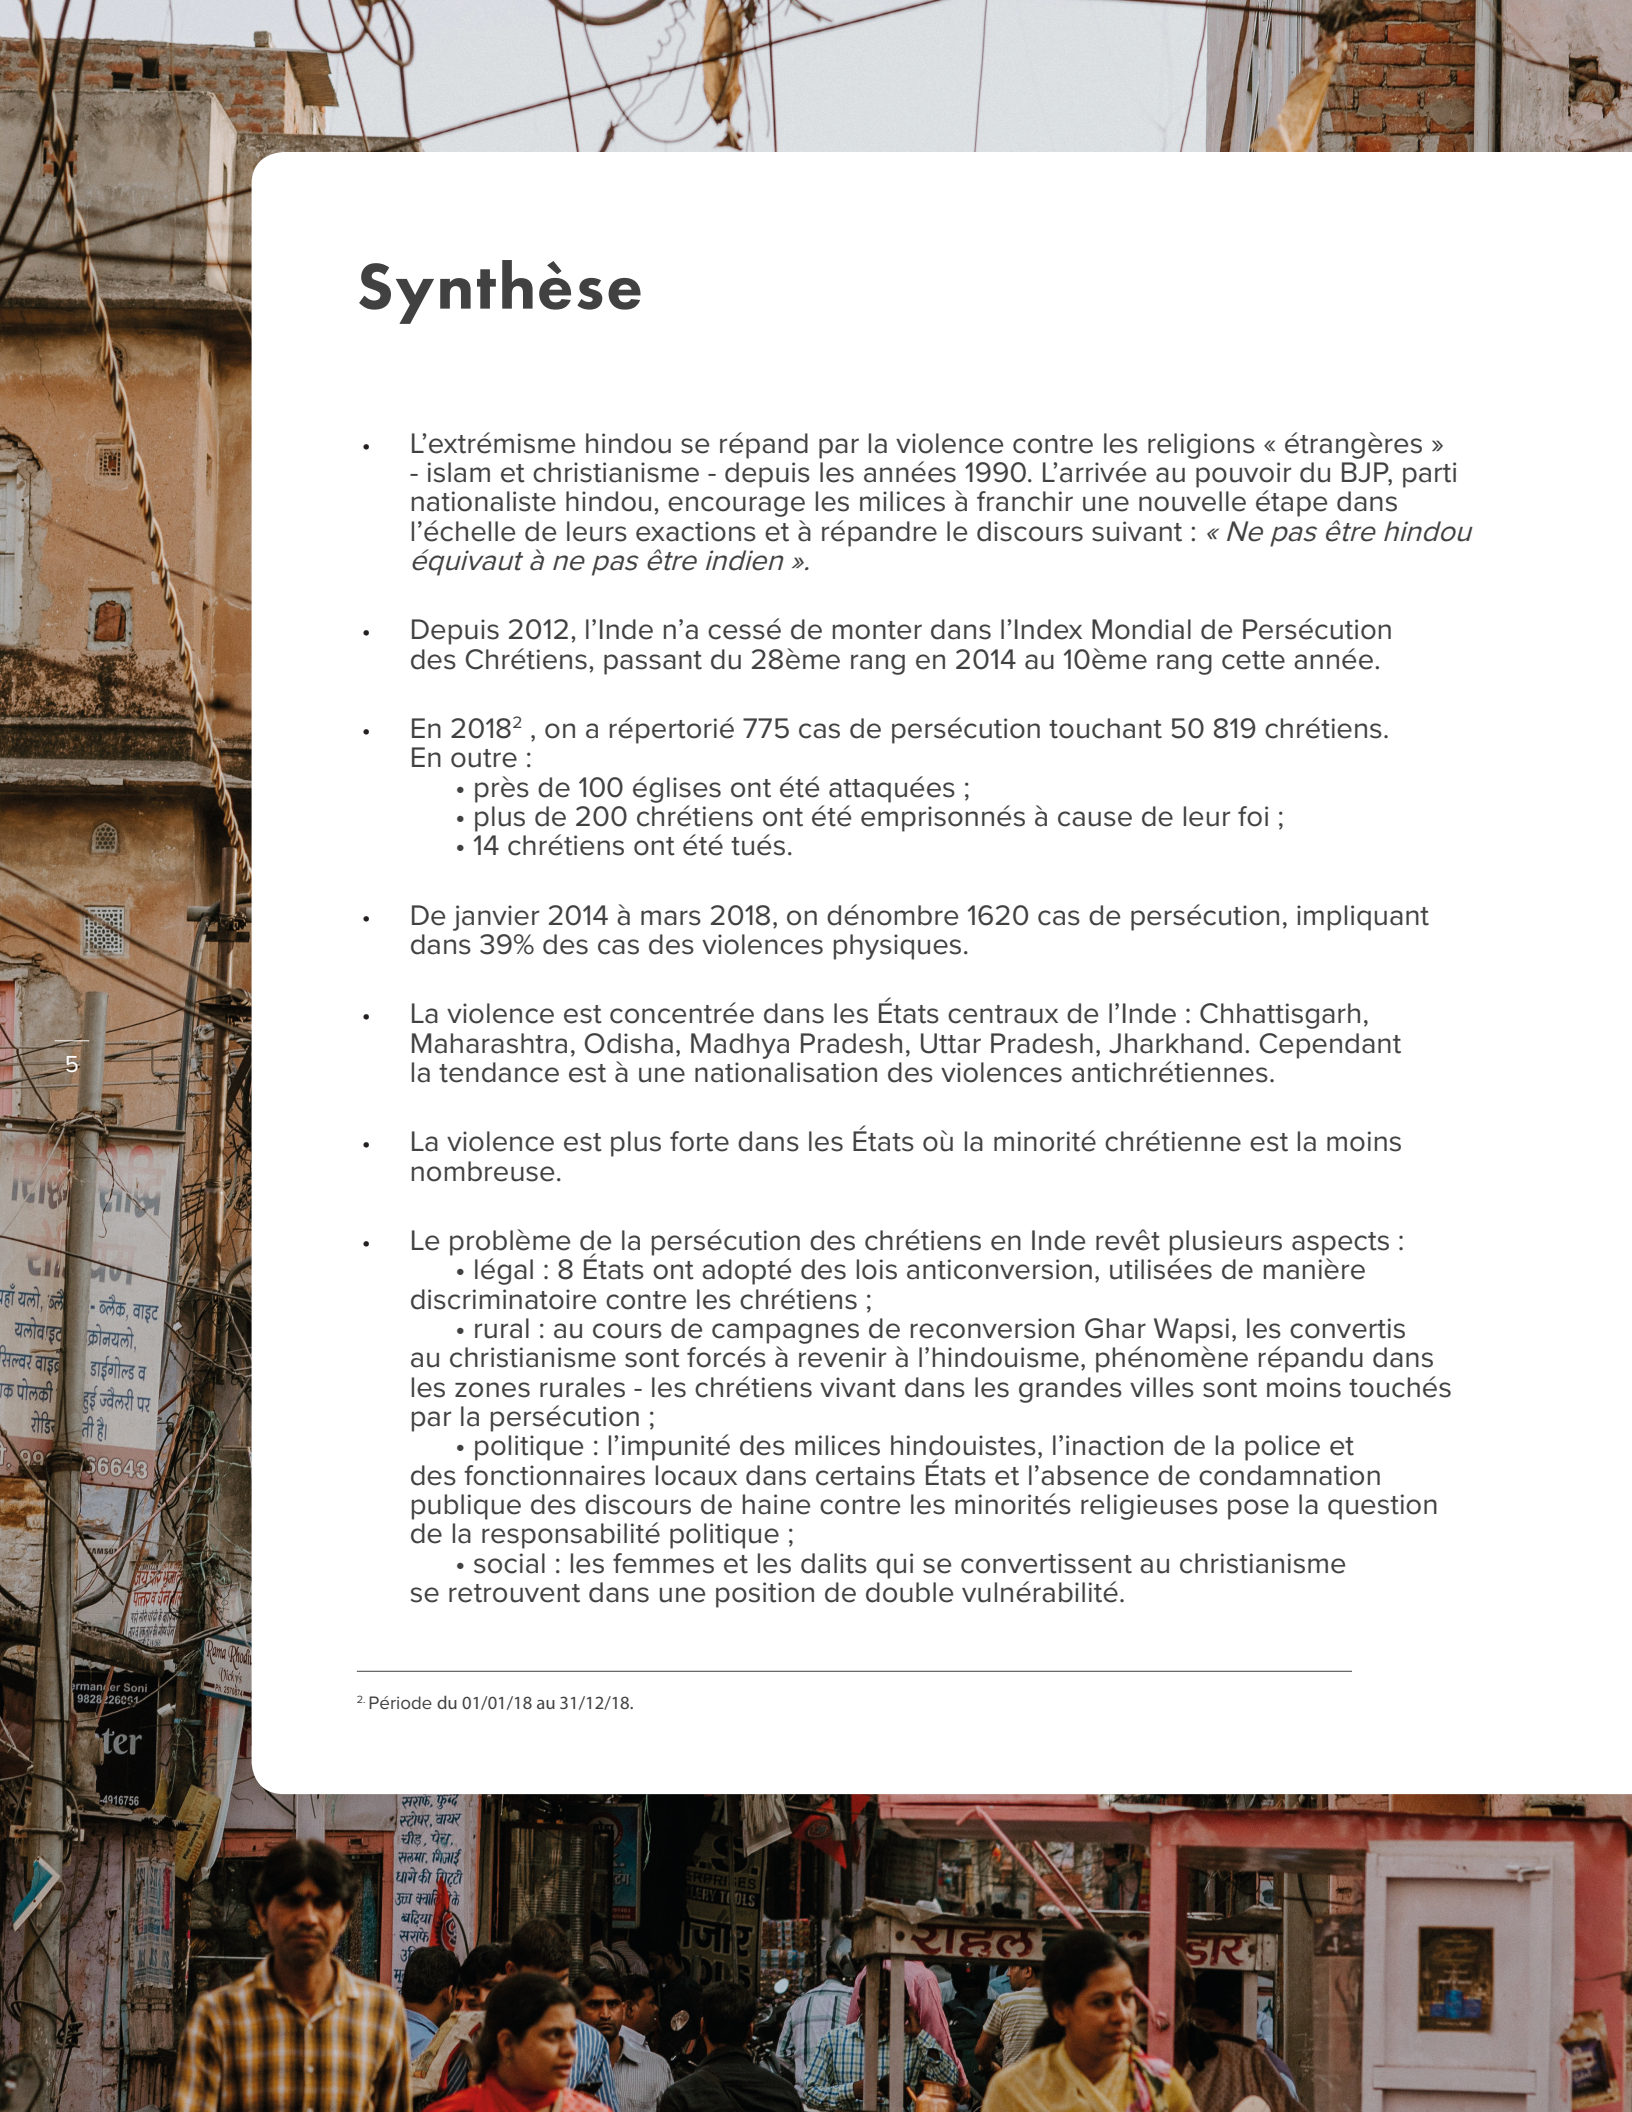 Synthèse
• L’extrémisme hindou se répand par la violence contre les religions « étrangères »
- islam et christianisme - depuis les années 1990. L’arrivée au pouvoir du BJP, parti
nationaliste hindou, encourage les milices à franchir une nouvelle étape dans
l’échelle de leurs exactions et à répandre le discours suivant : « Ne pas être hindou
équivaut à ne pas être indien ».
• Depuis 2012, l’Inde n’a cessé de monter dans l’Index Mondial de Persécution
des Chrétiens, passant du 28ème rang en 2014 au 10ème rang cette année.
• En 2018² , on a répertorié 775 cas de persécution touchant 50 819 chrétiens.
En outre :
• près de 100 églises ont été attaquées ;
• plus de 200 chrétiens ont été emprisonnés à cause de leur foi ;
• 14 chrétiens ont été tués.
• De janvier 2014 à mars 2018, on dénombre 1620 cas de persécution, impliquant
dans 39% des cas des violences physiques.
• La violence est concentrée dans les États centraux de l’Inde : Chhattisgarh,
Maharashtra, Odisha, Madhya Pradesh, Uttar Pradesh, Jharkhand. Cependant
la tendance est à une nationalisation des violences antichrétiennes.
• La violence est plus forte dans les États où la minorité chrétienne est la moins
nombreuse.
• Le problème de la persécution des chrétiens en Inde revêt plusieurs aspects :
• légal : 8 États ont adopté des lois anticonversion, utilisées de manière
discriminatoire contre les chrétiens ;
• rural : au cours de campagnes de reconversion Ghar Wapsi, les convertis
au christianisme sont forcés à revenir à l’hindouisme, phénomène répandu dans
les zones rurales - les chrétiens vivant dans les grandes villes sont moins touchés
par la persécution ;
• politique : l’impunité des milices hindouistes, l’inaction de la police et
des fonctionnaires locaux dans certains États et l’absence de condamnation
publique des discours de haine contre les minorités religieuses pose la question
de la responsabilité politique ;
• social : les femmes et les dalits qui se convertissent au christianisme
se retrouvent dans une position de double vulnérabilité.
². Période du 01/01/18 au 31/12/18.
5
- ब्लैक, वाइट
क्रोनयलो,
डाईगोल्ड व
हुई ज्वैलरी पर
ती है।
66643
Soni
ter
-4916756
स्टोपर, वायर
चीड़, पेच,
बढ़िया
राहुल